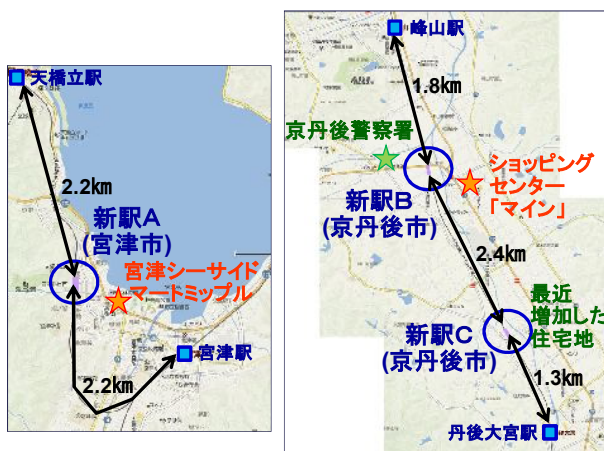 天橋立駅
2.2km
新駅A
(宮津市)
宮津シーサイド
マートミップル
宮津駅
2.2km
峰山駅
1.8km
京丹後警察署
ショッピング
センター
「マイン」
新駅B
(京丹後市)
2.4km
最近
増加した
住宅地
新駅C
(京丹後市)
1.3km
丹後大宮駅